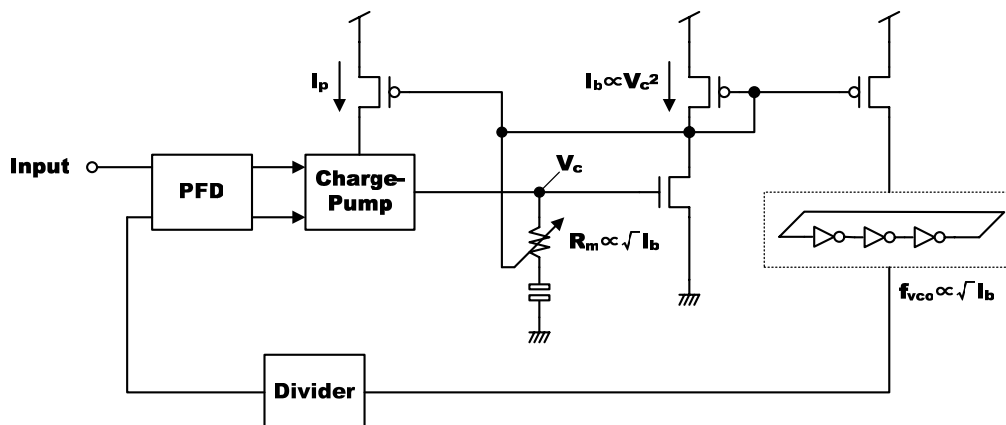 Ip
Ib∝Vc²
Input
PFD
Charge-
Pump
Vc
Rm∝√Ib
fvco∝√Ib
Divider